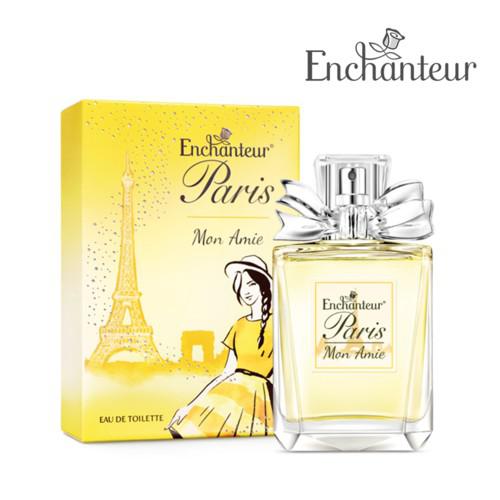 Enchanteur
Enchanteur®
Paris
Mon Amie
EAU DE TOILETTE
Enchanteur®
Paris
Mon Amie